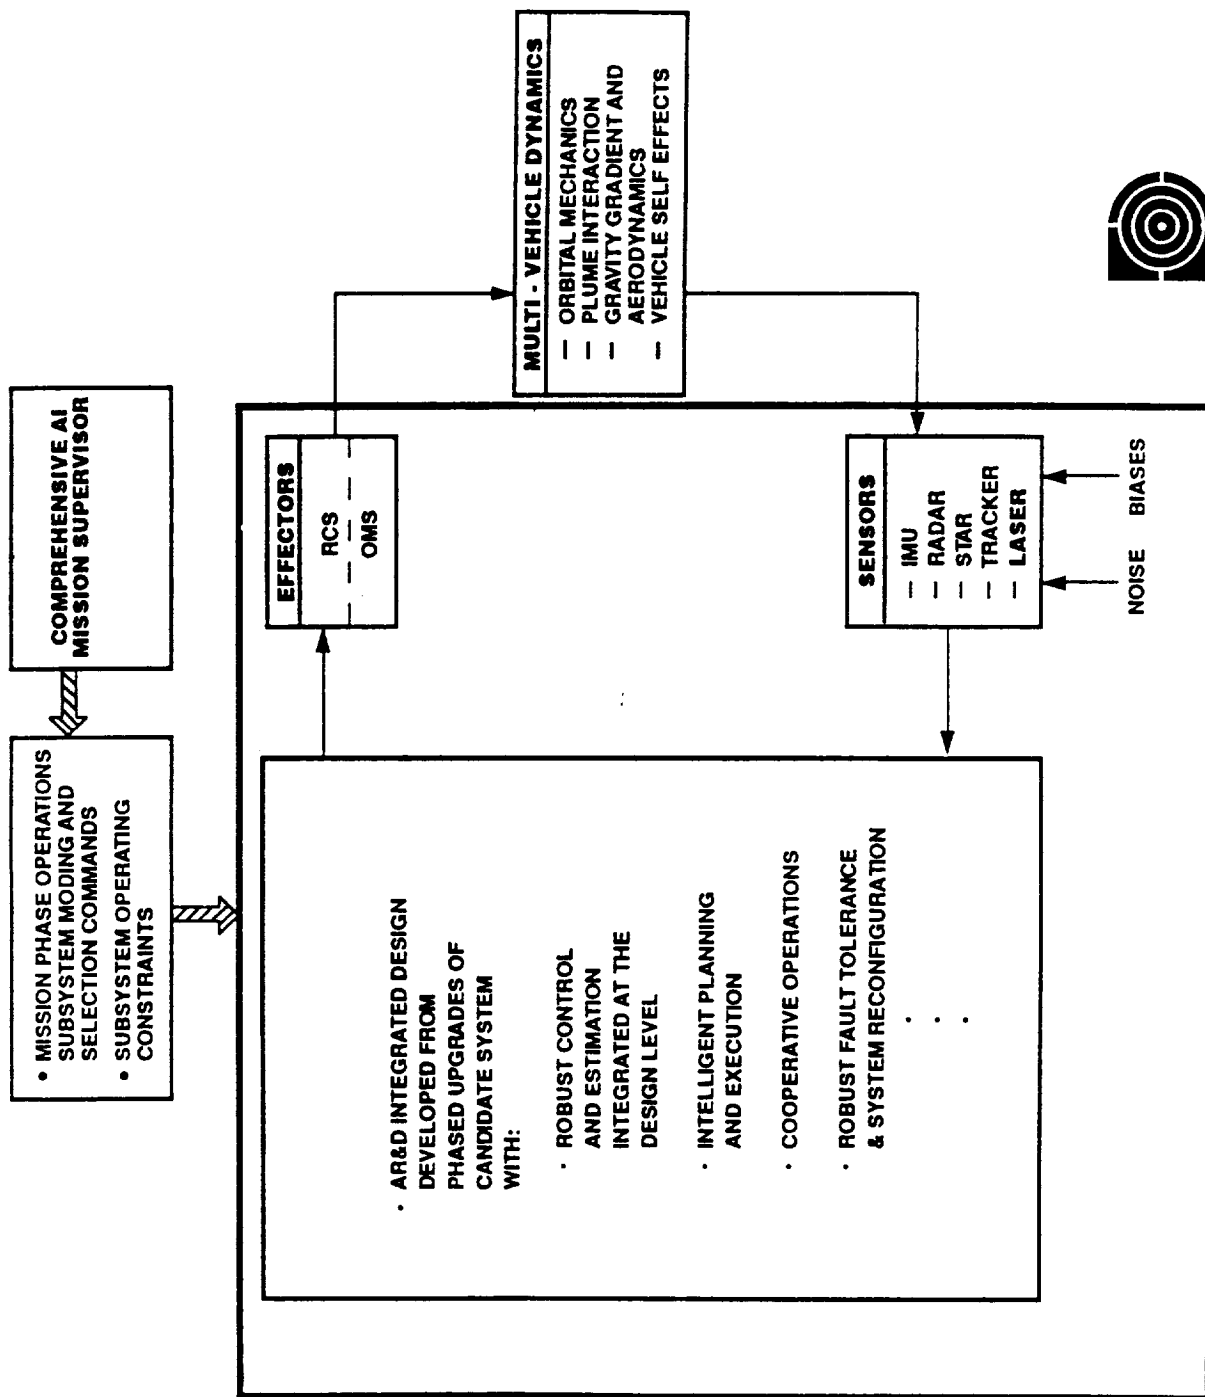 COMPREHENSIVE AI
MISSION SUPERVISOR
• MISSION PHASE OPERATIONS
SUBSYSTEM MODING AND
SELECTION COMMANDS
• SUBSYSTEM OPERATING
CONSTRAINTS
EFFECTORS
RCS
OMS
MULTI - VEHICLE DYNAMICS
— ORBITAL MECHANICS
— PLUME INTERACTION
— GRAVITY GRADIENT AND
AERODYNAMICS
— VEHICLE SELF EFFECTS
SENSORS
— IMU
— RADAR
— STAR
— TRACKER
— LASER
NOISE
BIASES
· AR&D INTEGRATED DESIGN
DEVELOPED FROM
PHASED UPGRADES OF
CANDIDATE SYSTEM
WITH:
· ROBUST CONTROL
AND ESTIMATION
INTEGRATED AT THE
DESIGN LEVEL
· INTELLIGENT PLANNING
AND EXECUTION
· COOPERATIVE OPERATIONS
· ROBUST FAULT TOLERANCE
& SYSTEM RECONFIGURATION
·
·
·